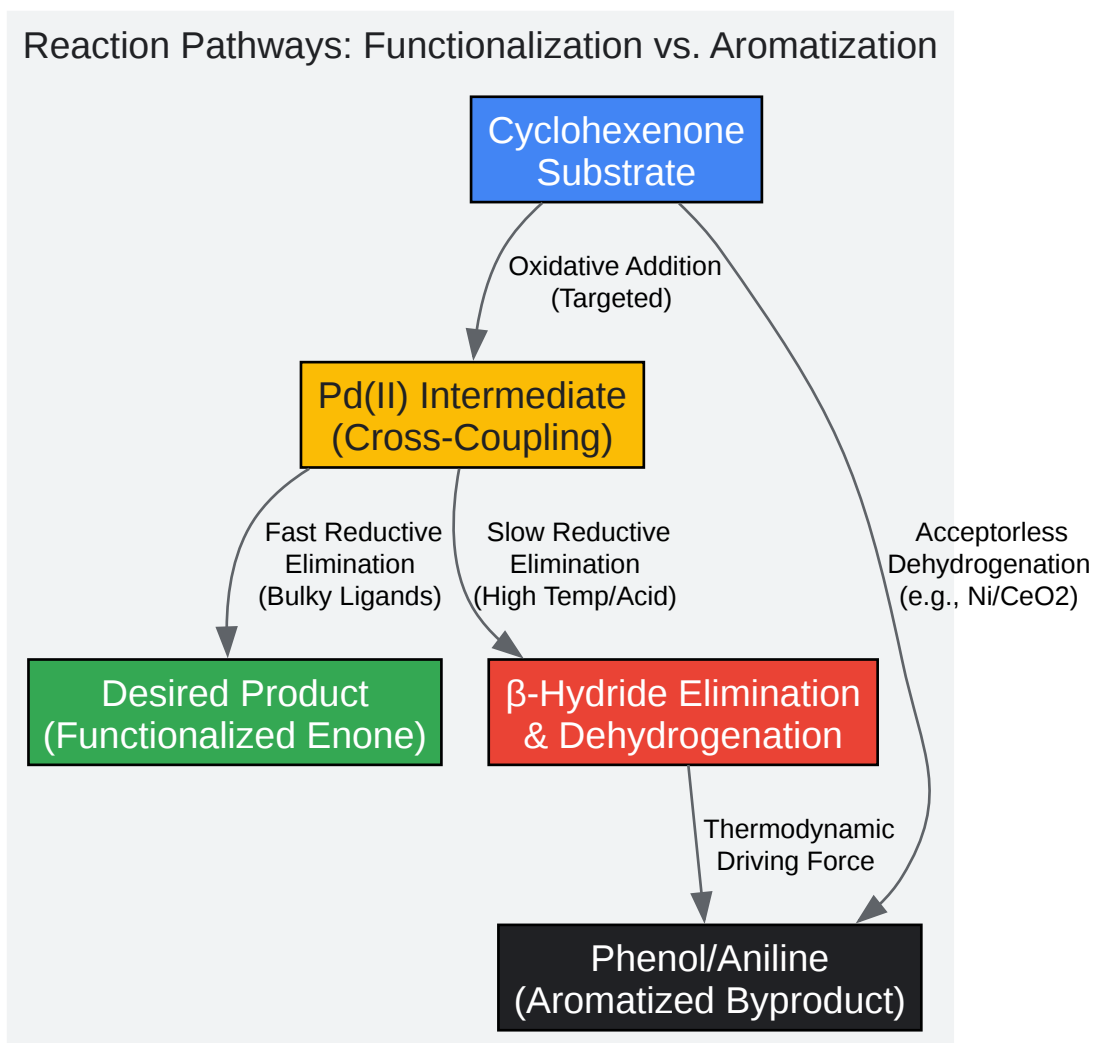 Reaction Pathways: Functionalization vs. Aromatization
Cyclohexenone
Substrate
Oxidative Addition
(Targeted)
Pd(II) Intermediate
(Cross-Coupling)
Fast Reductive
Elimination
(Bulky Ligands)
Slow Reductive
Elimination
(High Temp/Acid)
Acceptorless
Dehydrogenation
(e.g., Ni/CeO2)
Desired Product
(Functionalized Enone)
β-Hydride Elimination
& Dehydrogenation
Thermodynamic
Driving Force
Phenol/Aniline
(Aromatized Byproduct)